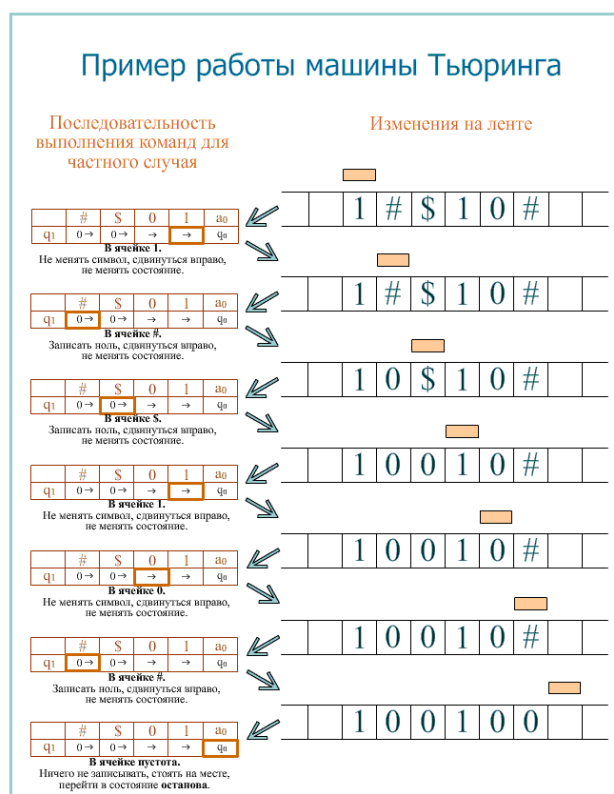 Пример работы машины Тьюринга
Последовательность
выполнения команд для
частного случая
Изменения на ленте
1 # $ 1 0 #
# $ 0 1 a₀
q₁ 0→ 0→ → → q₀
В ячейке 1.
Не менять символ, сдвинуться вправо,
не менять состояние.
1 # $ 1 0 #
# $ 0 1 a₀
q₁ 0→ 0→ → → q₀
В ячейке #.
Записать ноль, сдвинуться вправо,
не менять состояние.
1 0 $ 1 0 #
# $ 0 1 a₀
q₁ 0→ 0→ → → q₀
В ячейке $.
Записать ноль, сдвинуться вправо,
не менять состояние.
1 0 0 1 0 #
# $ 0 1 a₀
q₁ 0→ 0→ → → q₀
В ячейке 1.
Не менять символ, сдвинуться вправо,
не менять состояние.
1 0 0 1 0 #
# $ 0 1 a₀
q₁ 0→ 0→ → → q₀
В ячейке 0.
Не менять символ, сдвинуться вправо,
не менять состояние.
1 0 0 1 0 #
# $ 0 1 a₀
q₁ 0→ 0→ → → q₀
В ячейке #.
Записать ноль, сдвинуться вправо,
не менять состояние.
1 0 0 1 0 0
# $ 0 1 a₀
q₁ 0→ 0→ → → q₀
В ячейке пустота.
Ничего не записывать, стоять на месте,
перейти в состояние останова.